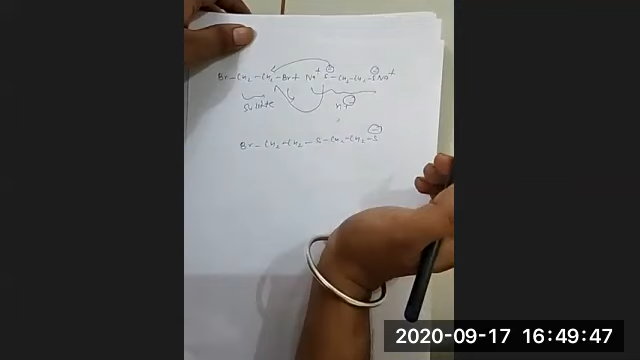 Br-CH₂-CH₂-Br + Na⁺ S⁻-CH₂-CH₂-S⁻Na⁺
Br-CH₂-CH₂-S-CH₂-CH₂-S⁻
2020-09-17 16:49:47